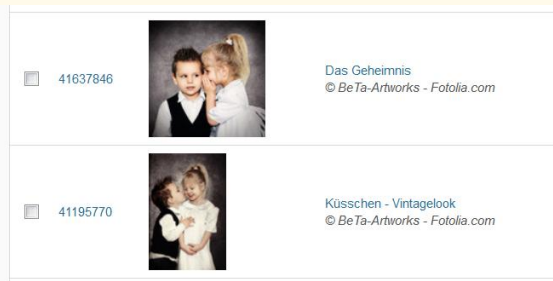 41637846
Das Geheimnis
© BeTa-Artworks - Fotolia.com
41195770
Küsschen - Vintagelook
© BeTa-Artworks - Fotolia.com